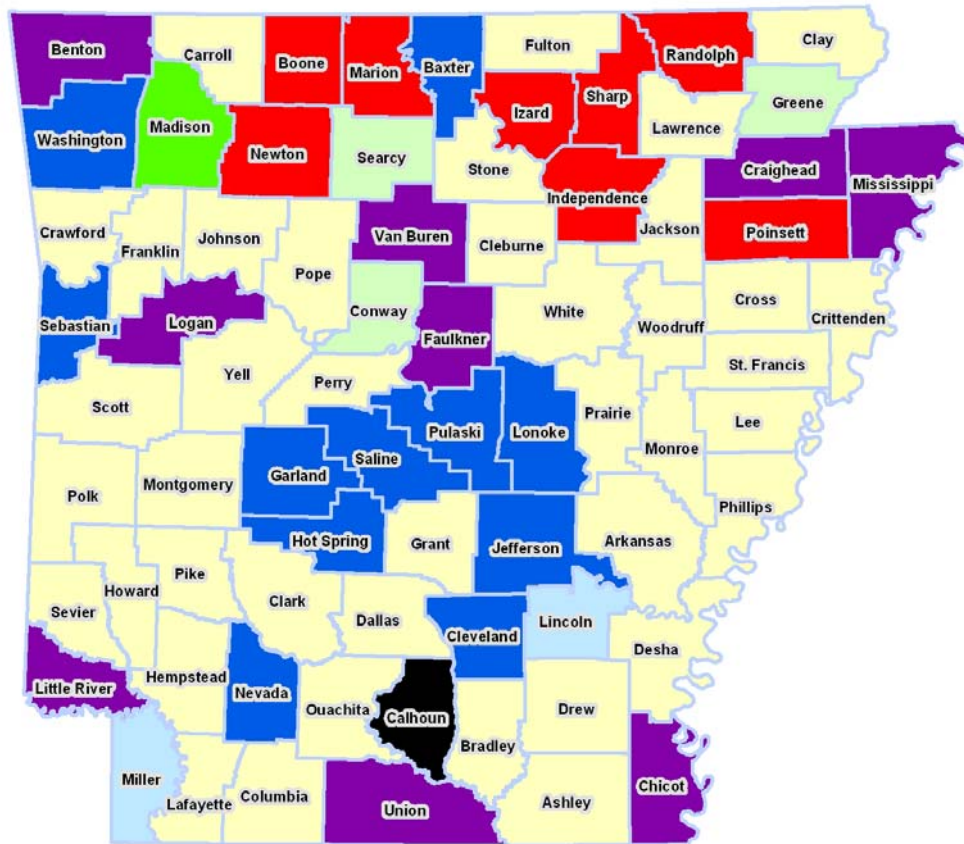 Benton
Carroll
Boone
Marion
Baxter
Fulton
Randolph
Clay
Washington
Madison
Newton
Searcy
Stone
Izard
Sharp
Lawrence
Greene
Independence
Craighead
Mississippi
Crawford
Franklin
Johnson
Van Buren
Cleburne
Jackson
Poinsett
Pope
Sebastian
Logan
Conway
Faulkner
White
Woodruff
Cross
Crittenden
Yell
Perry
St. Francis
Scott
Pulaski
Lonoke
Prairie
Lee
Saline
Garland
Monroe
Polk
Montgomery
Phillips
Hot Spring
Grant
Jefferson
Arkansas
Sevier
Howard
Pike
Clark
Dallas
Cleveland
Lincoln
Desha
Little River
Hempstead
Nevada
Ouachita
Calhoun
Bradley
Drew
Miller
Lafayette
Columbia
Union
Ashley
Chicot